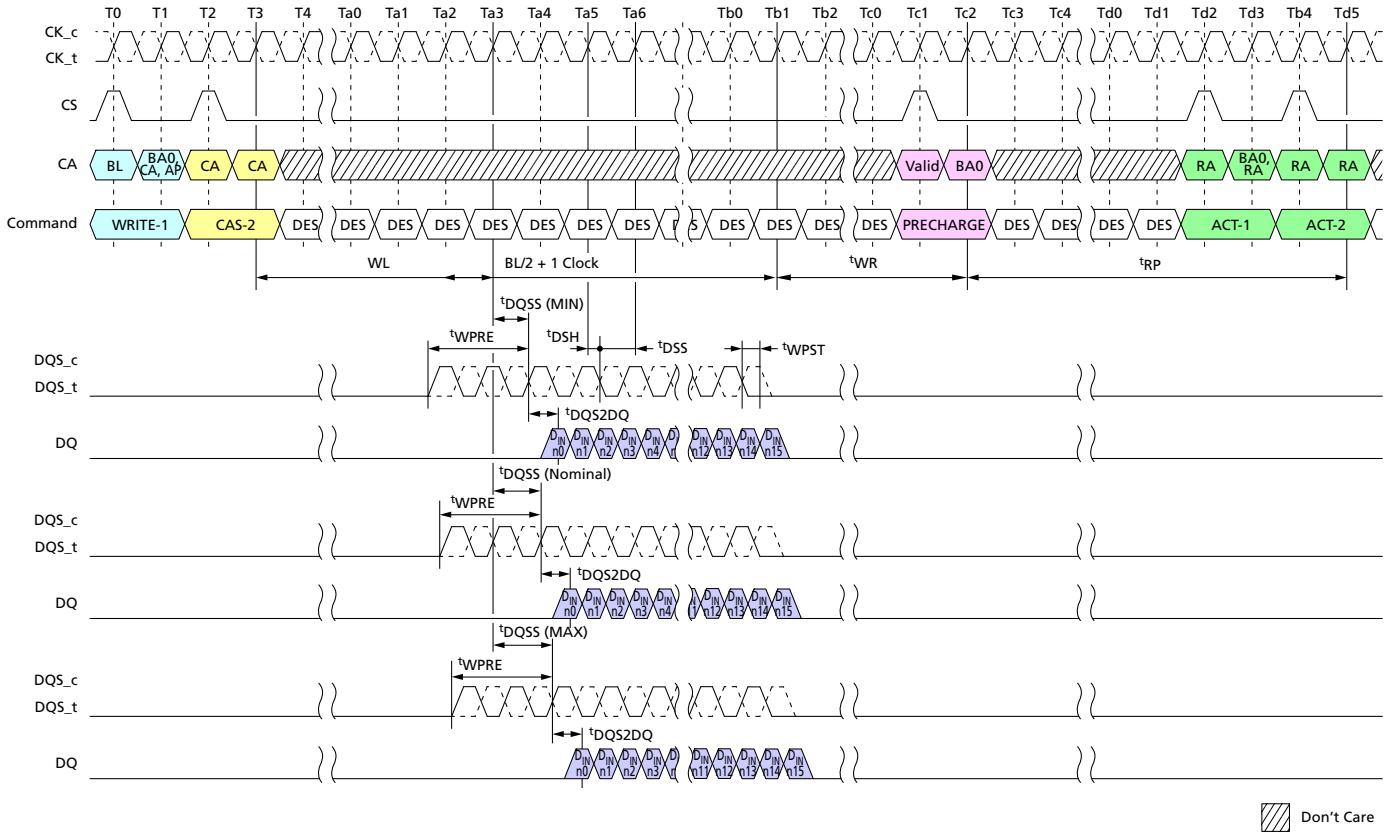 T0 T1 T2 T3 T4 Ta0 Ta1 Ta2 Ta3 Ta4 Ta5 Ta6 Tb0 Tb1 Tb2 Tc0 Tc1 Tc2 Tc3 Tc4 Td0 Td1 Td2 Td3 Tb4 Td5
CK_c
CK_t
CS
CA BL BA0, CA, AP CA CA Valid BA0 RA BA0, RA RA RA
Command WRITE-1 CAS-2 DES DES DES DES DES DES DES DES DES DES DES DES PRECHARGE DES DES DES DES ACT-1 ACT-2
WL BL/2 + 1 Clock tWR tRP
tDQSS (MIN)
tWPRE tDSH tDSS tWPST
DQS_c
DQS_t
tDQS2DQ
DQ DIN n0 DIN n1 DIN n2 DIN n3 DIN n4 DIN n12 DIN n13 DIN n14 DIN n15
tDQSS (Nominal)
tWPRE
DQS_c
DQS_t
tDQS2DQ
DQ DIN n0 DIN n1 DIN n2 DIN n3 DIN n4 DIN n12 DIN n13 DIN n14 DIN n15
tDQSS (MAX)
tWPRE
DQS_c
DQS_t
tDQS2DQ
DQ DIN n0 DIN n1 DIN n2 DIN n3 DIN n11 DIN n12 DIN n13 DIN n14 DIN n15
Don't Care